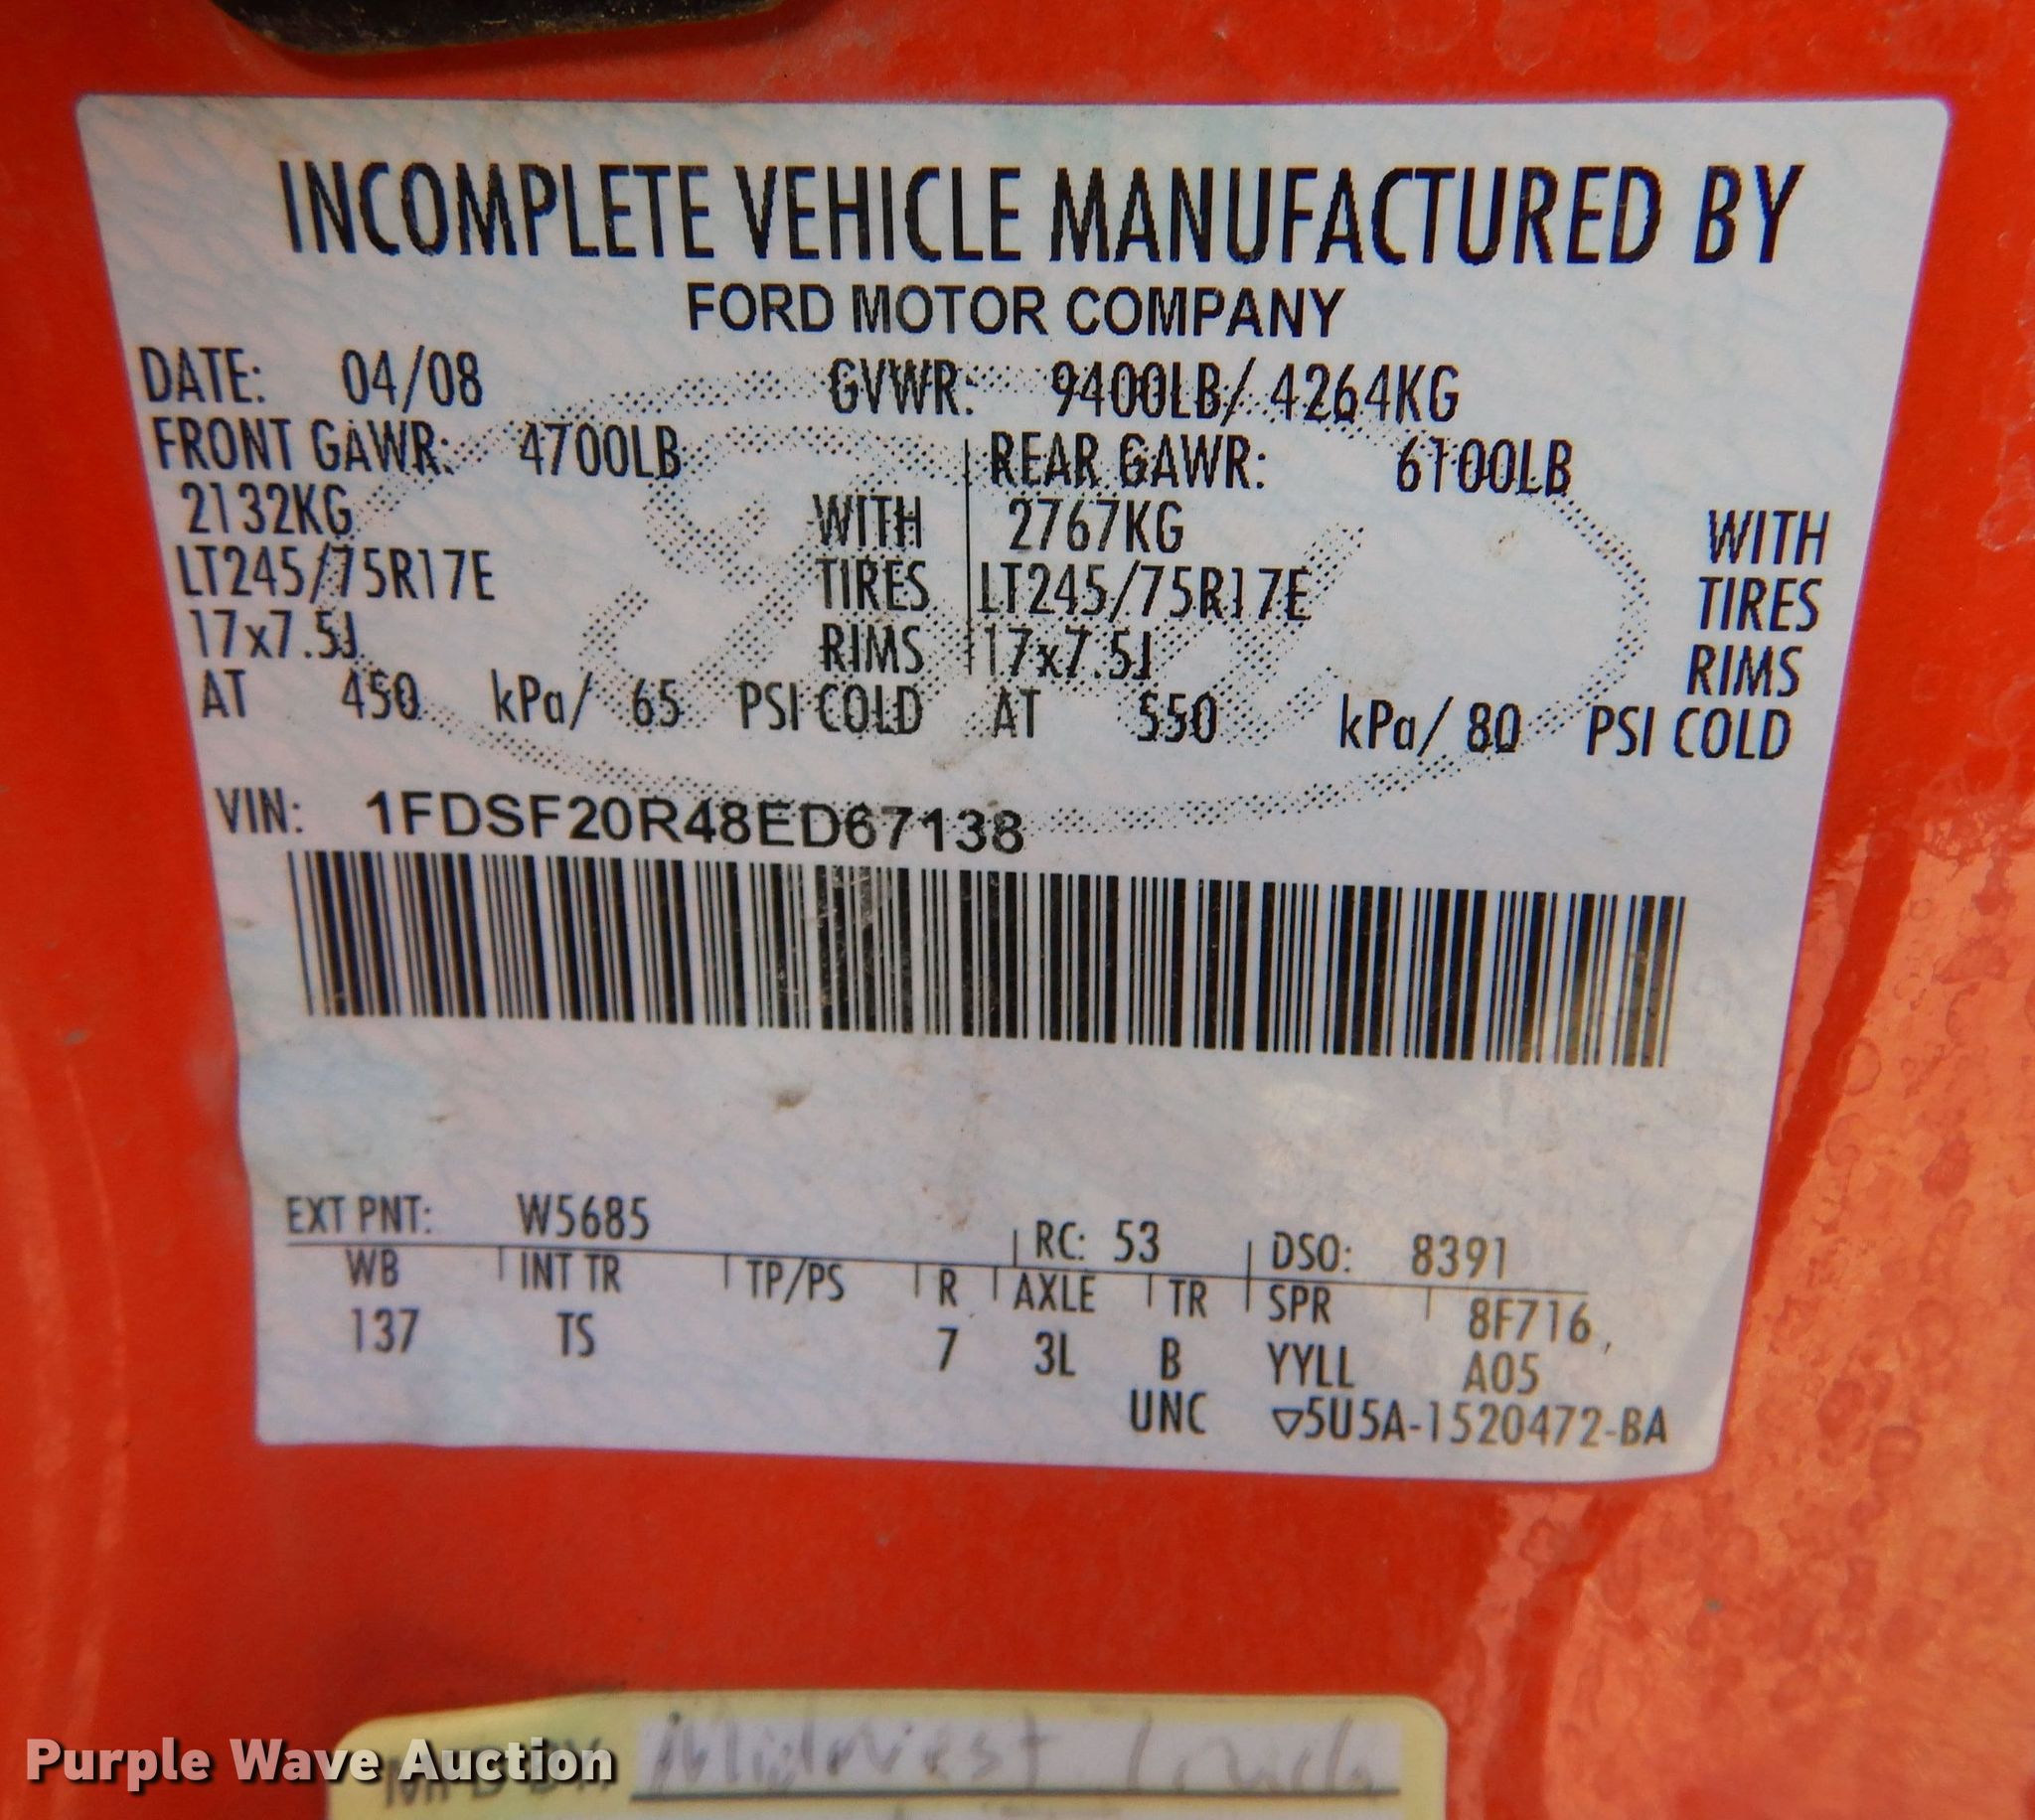 INCOMPLETE VEHICLE MANUFACTURED BY
FORD MOTOR COMPANY
DATE: 04/08 GVWR: 9400LB/ 4264KG
FRONT GAWR: 4700LB REAR GAWR: 6100LB
2132KG WITH 2767KG WITH
LT245/75R17E TIRES LT245/75R17E TIRES
17x7.5J RIMS 17x7.5J RIMS
AT 450 kPa/ 65 PSI COLD AT 550 kPa/ 80 PSI COLD
VIN: 1FDSF20R48ED67138
EXT PNT: W5685 RC: 53 DSO: 8391
WB INT TR TP/PS R AXLE TR SPR 8F716
137 TS 7 3L B YYLL A05
UNC ▽5U5A-1520472-BA
MFD BY Midwest Truck
Purple Wave Auction